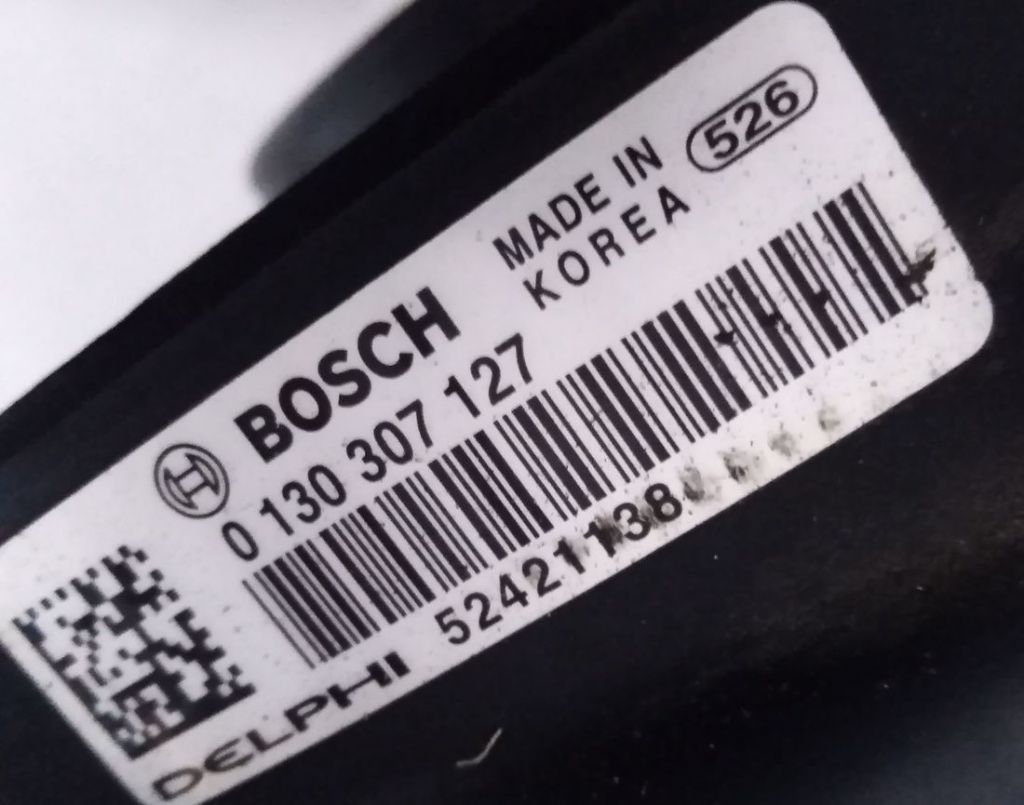 BOSCH
MADE IN
KOREA
526
0 130 307 127
DELPHI 52421138